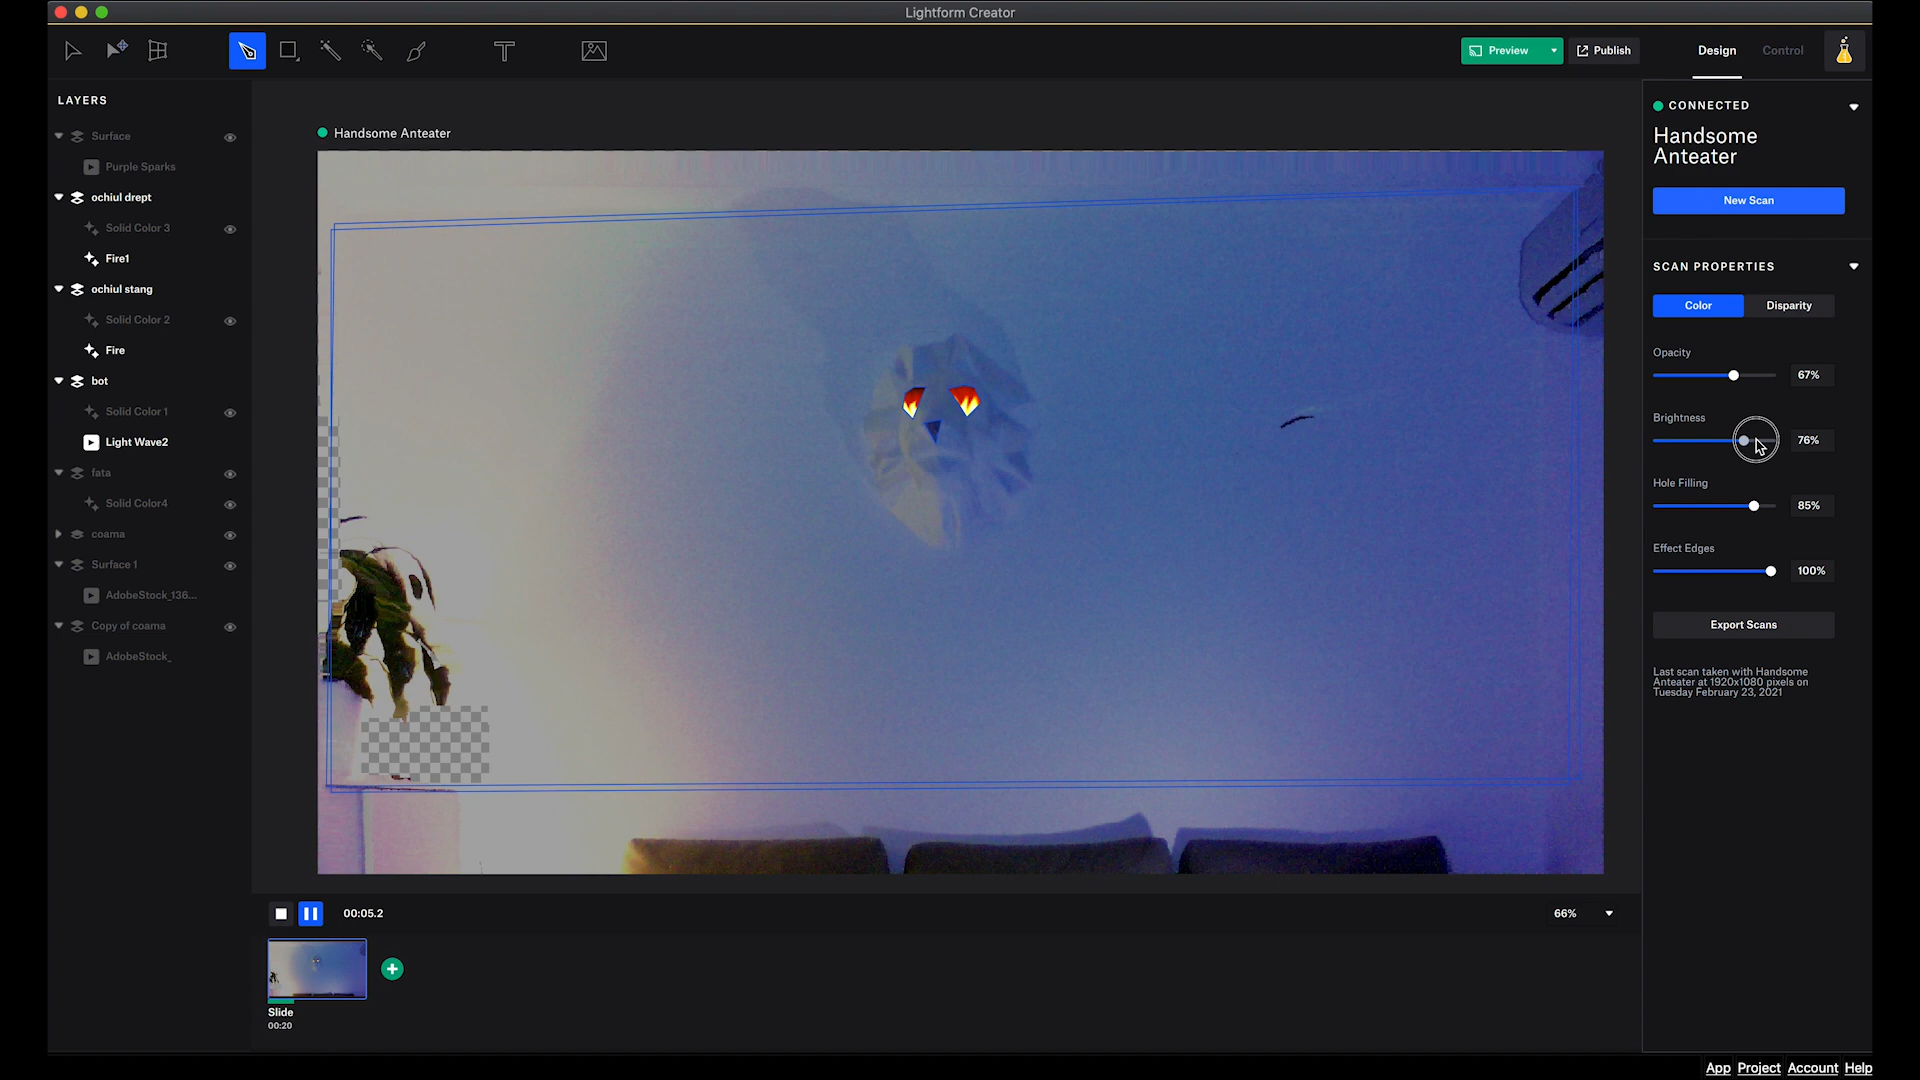 Lightform Creator
Preview
Publish
Design
Control
LAYERS
Surface
Purple Sparks
ochiul drept
Solid Color 3
Fire1
ochiul stang
Solid Color 2
Fire
bot
Solid Color 1
Light Wave2
fata
Solid Color4
coama
Surface 1
AdobeStock_136...
Copy of coama
AdobeStock_
Handsome Anteater
CONNECTED
Handsome
Anteater
New Scan
SCAN PROPERTIES
Color
Disparity
Opacity
67%
Brightness
76%
Hole Filling
85%
Effect Edges
100%
Export Scans
Last scan taken with Handsome
Anteater at 1920x1080 pixels on
Tuesday February 23, 2021
00:05.2
66%
Slide
00:20
App Project Account Help